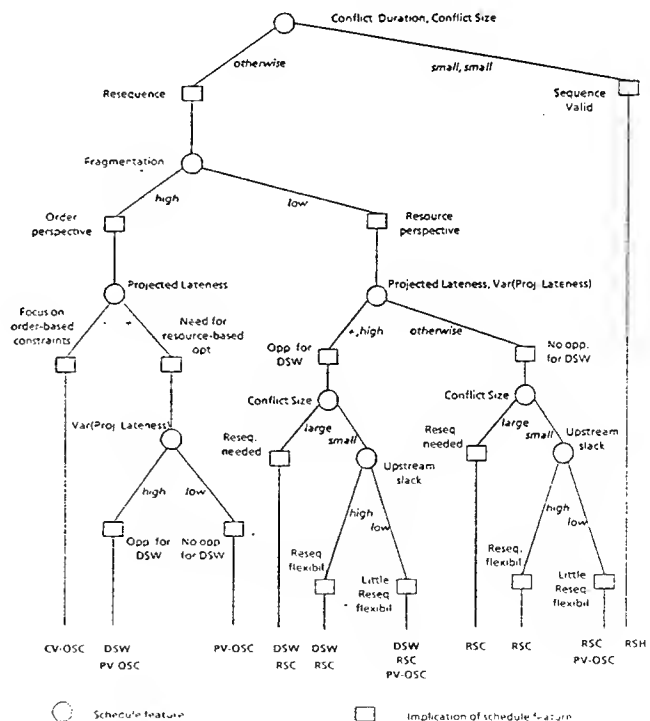 Conflict Duration, Conflict Size
otherwise
small, small
Resequence
Sequence
Valid
Fragmentation
high
low
Order
perspective
Resource
perspective
Projected Lateness
Projected Lateness, Var(Proj. Lateness)
Focus on
order-based
constraints
-
+
Need for
resource-based
opt
+, high
otherwise
Opp. for
DSW
No opp.
for DSW
Conflict Size
Conflict Size
Var(Proj. Lateness)
Reseq.
needed
large
small
Upstream
slack
Reseq.
needed
large
small
Upstream
slack
high
low
Opp. for
DSW
No opp.
for DSW
high
low
high
low
Reseq.
flexibil
Little
Reseq.
flexibil
Reseq.
flexibil
Little
Reseq.
flexibil
CV-OSC
DSW
PV OSC
PV-OSC
DSW
RSC
DSW
RSC
DSW
RSC
PV-OSC
RSC
RSC
RSC
PV-OSC
RSH
Schedule feature
Implication of schedule feature